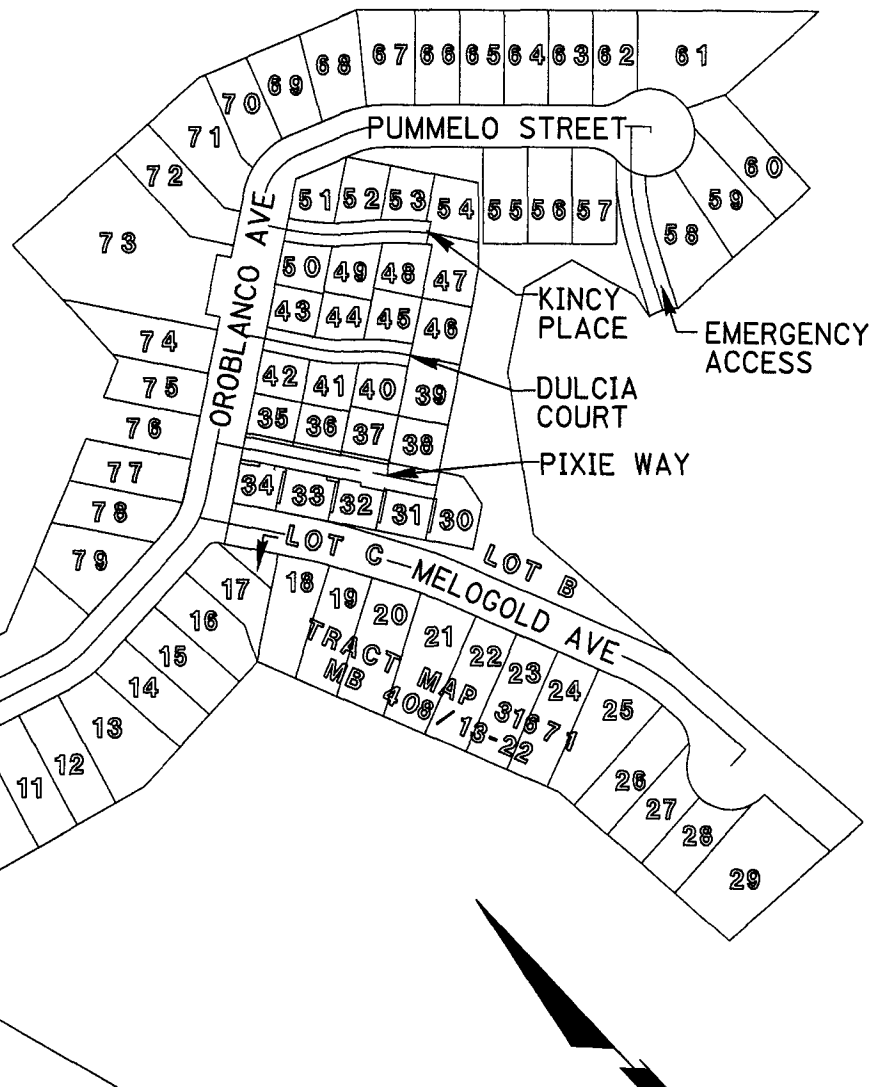 67 66 65 64 63 62 61
68
69
70
71
72
73
PUMMELO STREET
60
59
58
51 52 53 54 55 56 57
OROBLANCO AVE
50 49 48 47
KINCY
PLACE
EMERGENCY
ACCESS
43 44 45 46
74
75
76
77
78
79
42 41 40 39
DULCIA
COURT
35 36 37 38
PIXIE WAY
34 33 32 31 30
LOT C
MELOGOLD AVE
LOT B
17
16
15
14
13
12
11
18 19 20 21 22 23 24 25
TRACT MAP 31671
MB 408/13-22
26
27
28
29